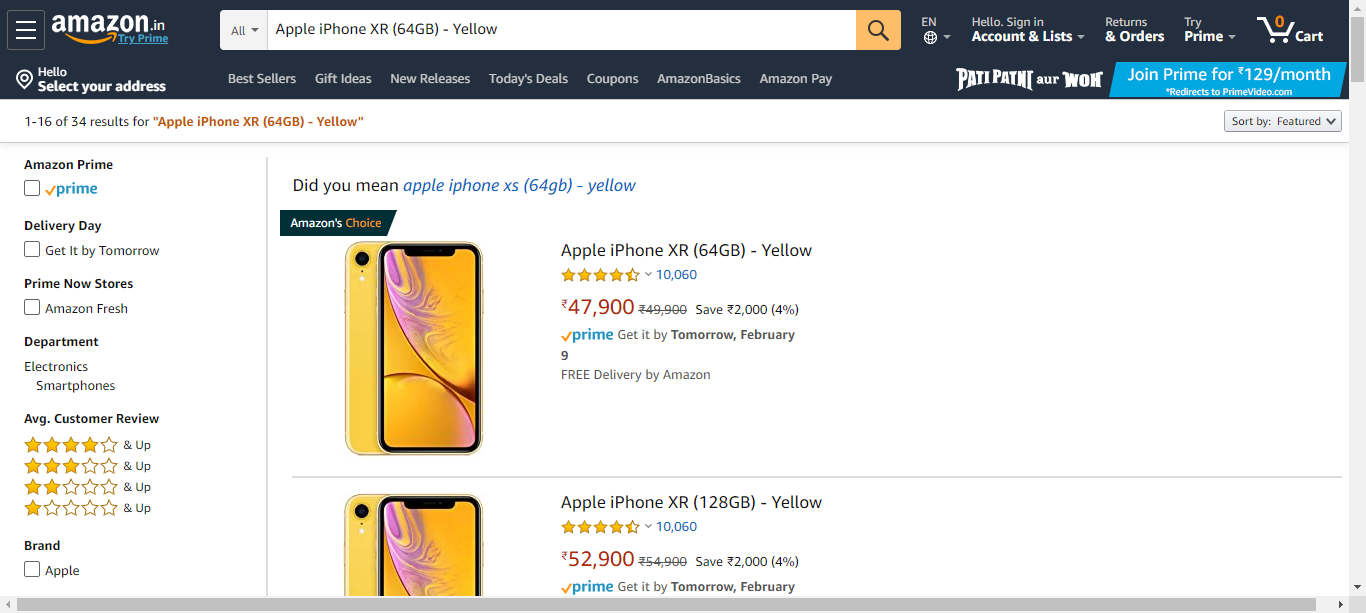 amazon.in
Try Prime
All
Apple iPhone XR (64GB) - Yellow
EN
Hello. Sign in
Account & Lists
Returns
& Orders
Try
Prime
0
Cart
Hello
Select your address
Best Sellers
Gift Ideas
New Releases
Today's Deals
Coupons
AmazonBasics
Amazon Pay
PATI PATNI aur WOH
Join Prime for ₹129/month
*Redirects to PrimeVideo.com
1-16 of 34 results for "Apple iPhone XR (64GB) - Yellow"
Sort by: Featured
Amazon Prime
prime
Delivery Day
Get It by Tomorrow
Prime Now Stores
Amazon Fresh
Department
Electronics
Smartphones
Avg. Customer Review
& Up
& Up
& Up
& Up
Brand
Apple
Did you mean apple iphone xs (64gb) - yellow
Amazon's Choice
Apple iPhone XR (64GB) - Yellow
10,060
₹47,900 ₹49,900 Save ₹2,000 (4%)
prime Get it by Tomorrow, February
9
FREE Delivery by Amazon
Apple iPhone XR (128GB) - Yellow
10,060
₹52,900 ₹54,900 Save ₹2,000 (4%)
prime Get it by Tomorrow, February